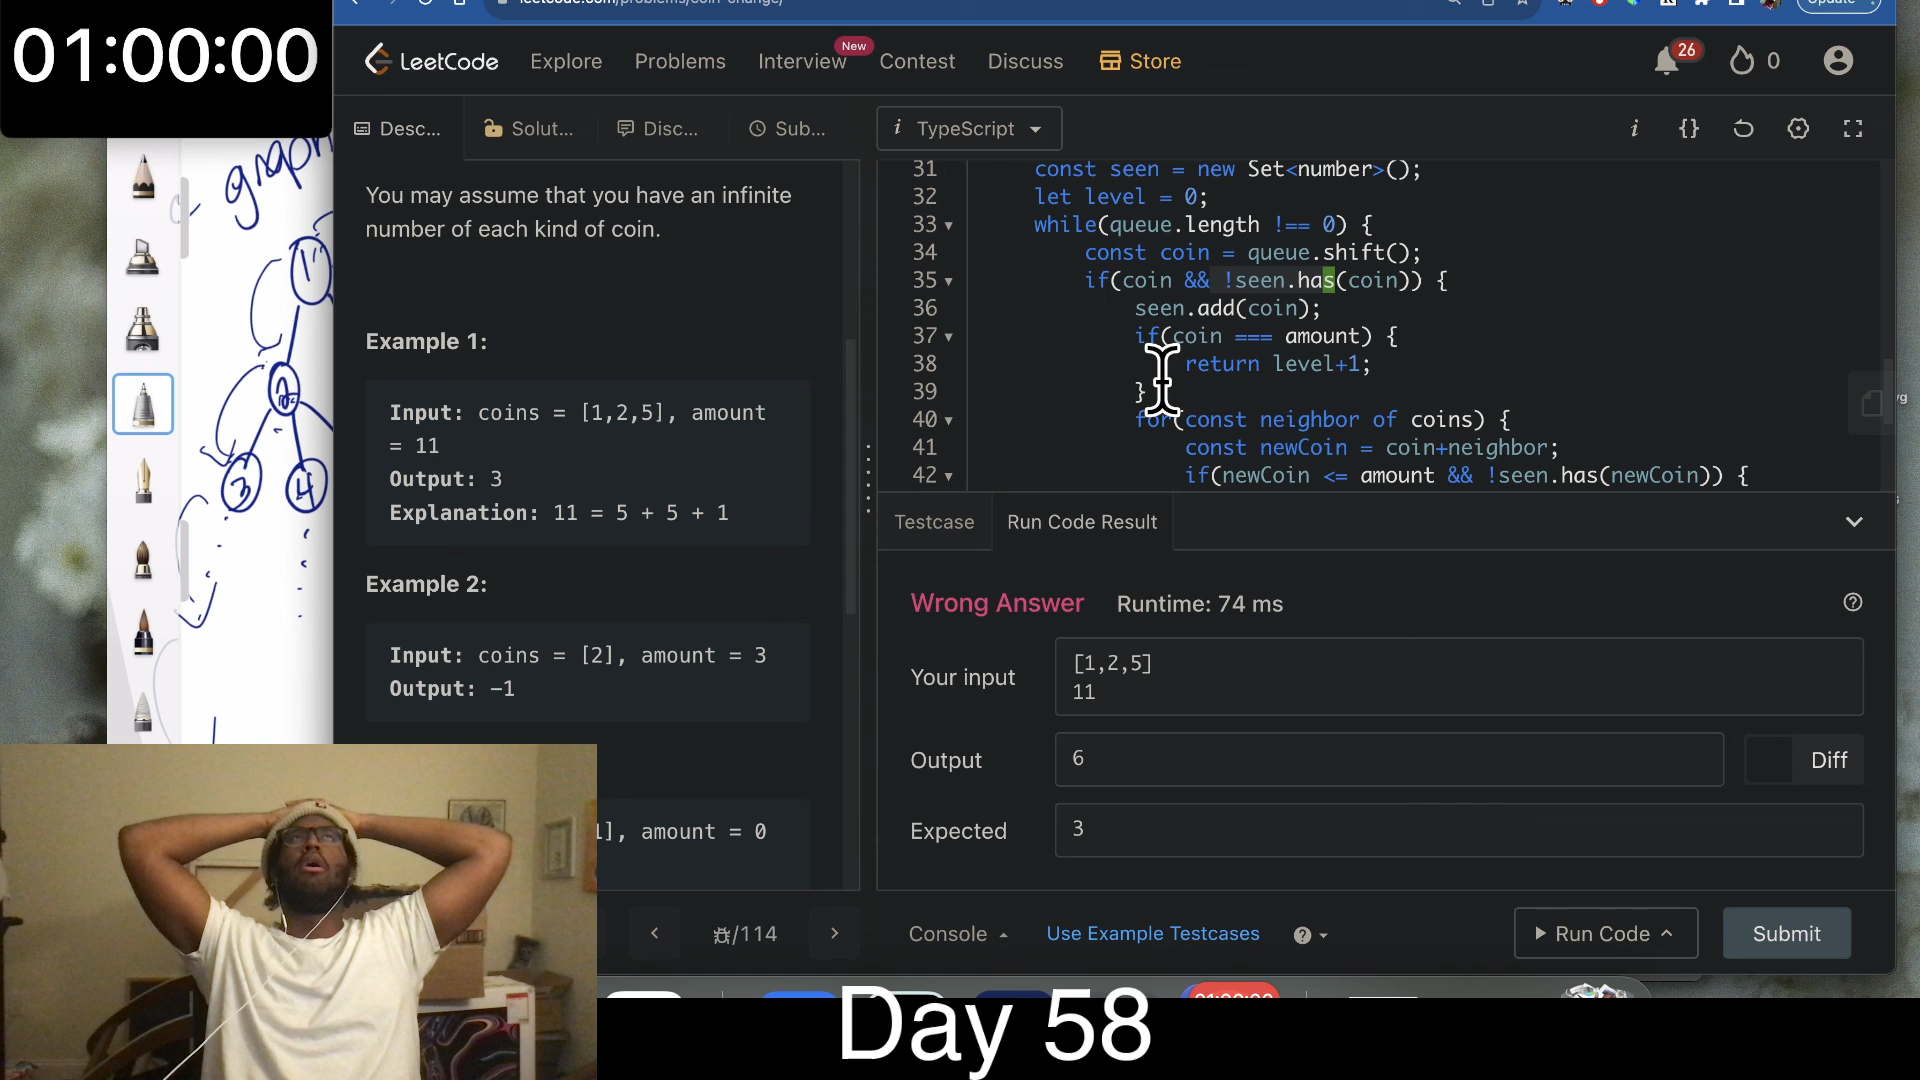 01:00:00
LeetCode
Explore
Problems
Interview
New
Contest
Discuss
Store
26
0
Desc...
Solut...
Disc...
Sub...
i TypeScript
i {}
You may assume that you have an infinite
number of each kind of coin.
Example 1:
Input: coins = [1,2,5], amount
= 11
Output: 3
Explanation: 11 = 5 + 5 + 1
Example 2:
Input: coins = [2], amount = 3
Output: -1
1], amount = 0
31 const seen = new Set<number>();
32 let level = 0;
33 while(queue.length !== 0) {
34 const coin = queue.shift();
35 if(coin && !seen.has(coin)) {
36 seen.add(coin);
37 if(coin === amount) {
38 return level+1;
39 }
40 for(const neighbor of coins) {
41 const newCoin = coin+neighbor;
42 if(newCoin <= amount && !seen.has(newCoin)) {
Testcase
Run Code Result
Wrong Answer
Runtime: 74 ms
Your input
[1,2,5]
11
Output
6
Diff
Expected
3
/114
Console
Use Example Testcases
Run Code
Submit
graph
1
2
3
4
Day 58